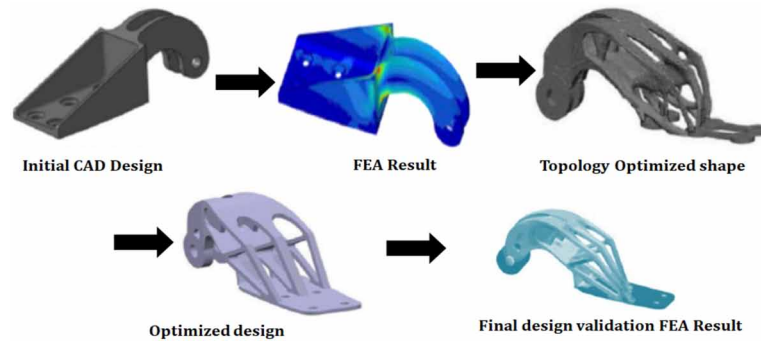 Initial CAD Design
FEA Result
Topology Optimized shape
Optimized design
Final design validation FEA Result